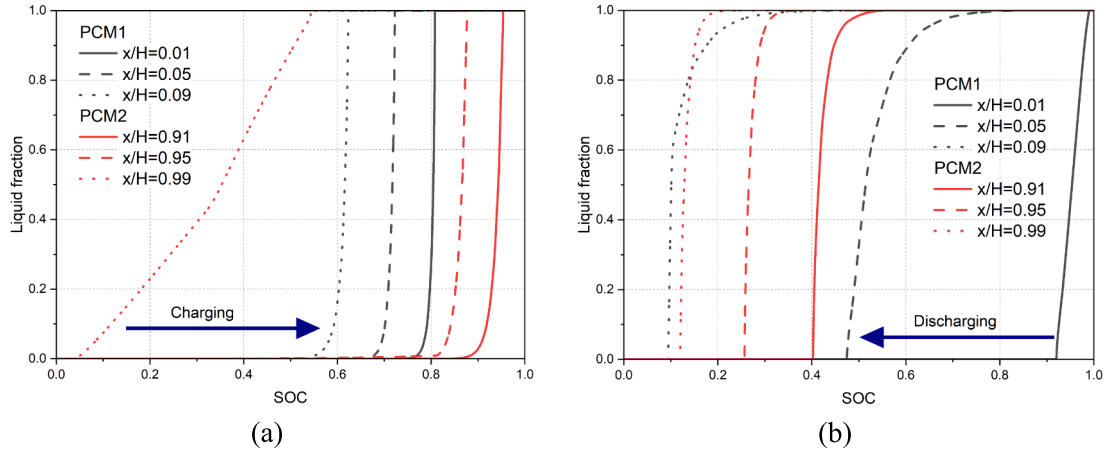 1.0
0.8
0.6
0.4
0.2
0.0
Liquid fraction
PCM1
x/H=0.01
x/H=0.05
x/H=0.09
PCM2
x/H=0.91
x/H=0.95
x/H=0.99
Charging
0.0 0.2 0.4 0.6 0.8 1.0
SOC
(a)
1.0
0.8
0.6
0.4
0.2
0.0
Liquid fraction
PCM1
x/H=0.01
x/H=0.05
x/H=0.09
PCM2
x/H=0.91
x/H=0.95
x/H=0.99
Discharging
0.0 0.2 0.4 0.6 0.8 1.0
SOC
(b)